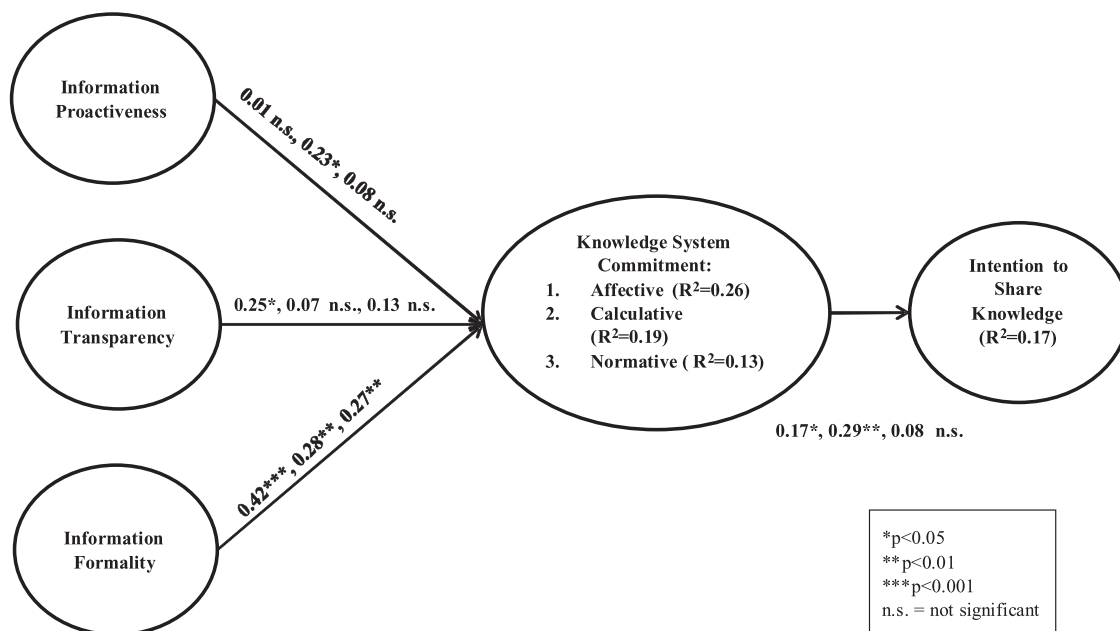 Information
Proactiveness
0.01 n.s., 0.23*, 0.08 n.s.
Information
Transparency
0.25*, 0.07 n.s., 0.13 n.s.
Information
Formality
0.42***, 0.28**, 0.27**
Knowledge System
Commitment:
1. Affective (R²=0.26)
2. Calculative
(R²=0.19)
3. Normative ( R²=0.13)
Intention to
Share
Knowledge
(R²=0.17)
0.17*, 0.29**, 0.08 n.s.
*p<0.05
**p<0.01
***p<0.001
n.s. = not significant